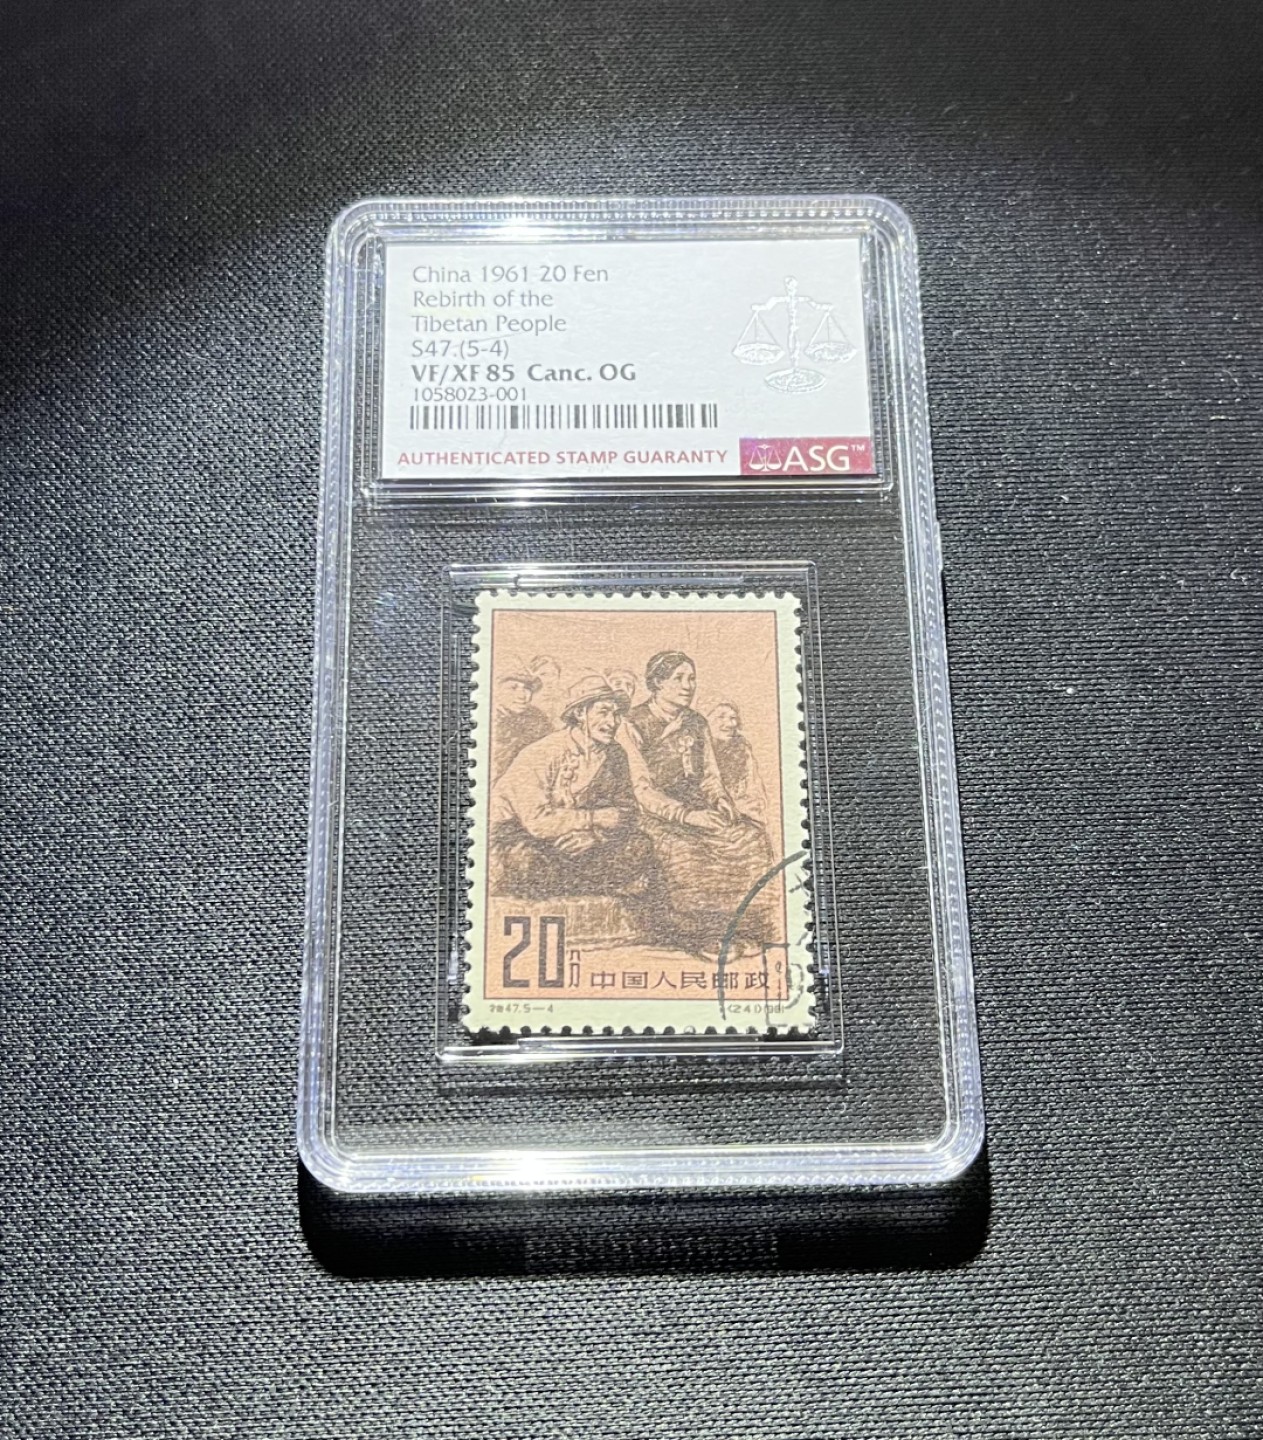 China 1961 20 Fen
Rebirth of the
Tibetan People
S47.(5-4)
VF/XF 85 Canc. OG
1058023-001
AUTHENTICATED STAMP GUARANTY
ASG™
20分 中国人民邮政
特47.5—4